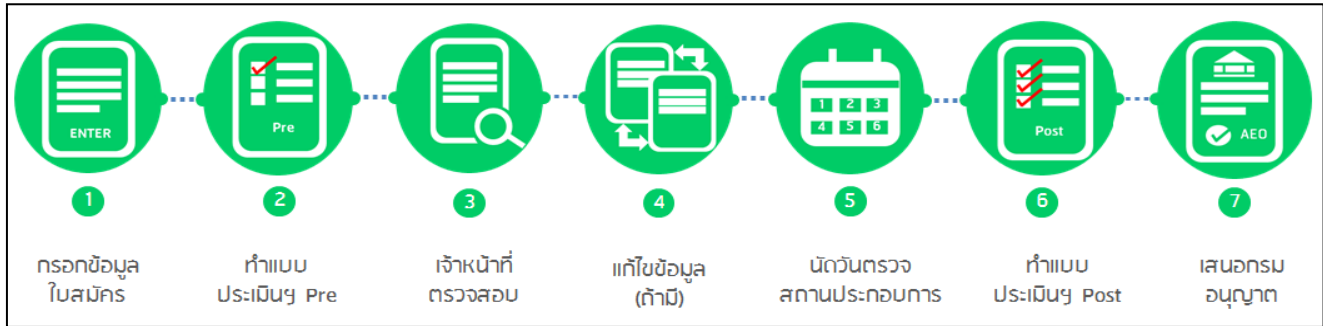 ENTER
Pre
1 2 3
4 5 6
Post
AEO
1
2
3
4
5
6
7
กรอกข้อมูล
ใบสมัคร
ทำแบบ
ประเมินฯ Pre
เจ้าหน้าที่
ตรวจสอบ
แก้ไขข้อมูล
(ถ้ามี)
นัดวันตรวจ
สถานประกอบการ
ทำแบบ
ประเมินฯ Post
เสนอกรม
อนุญาต